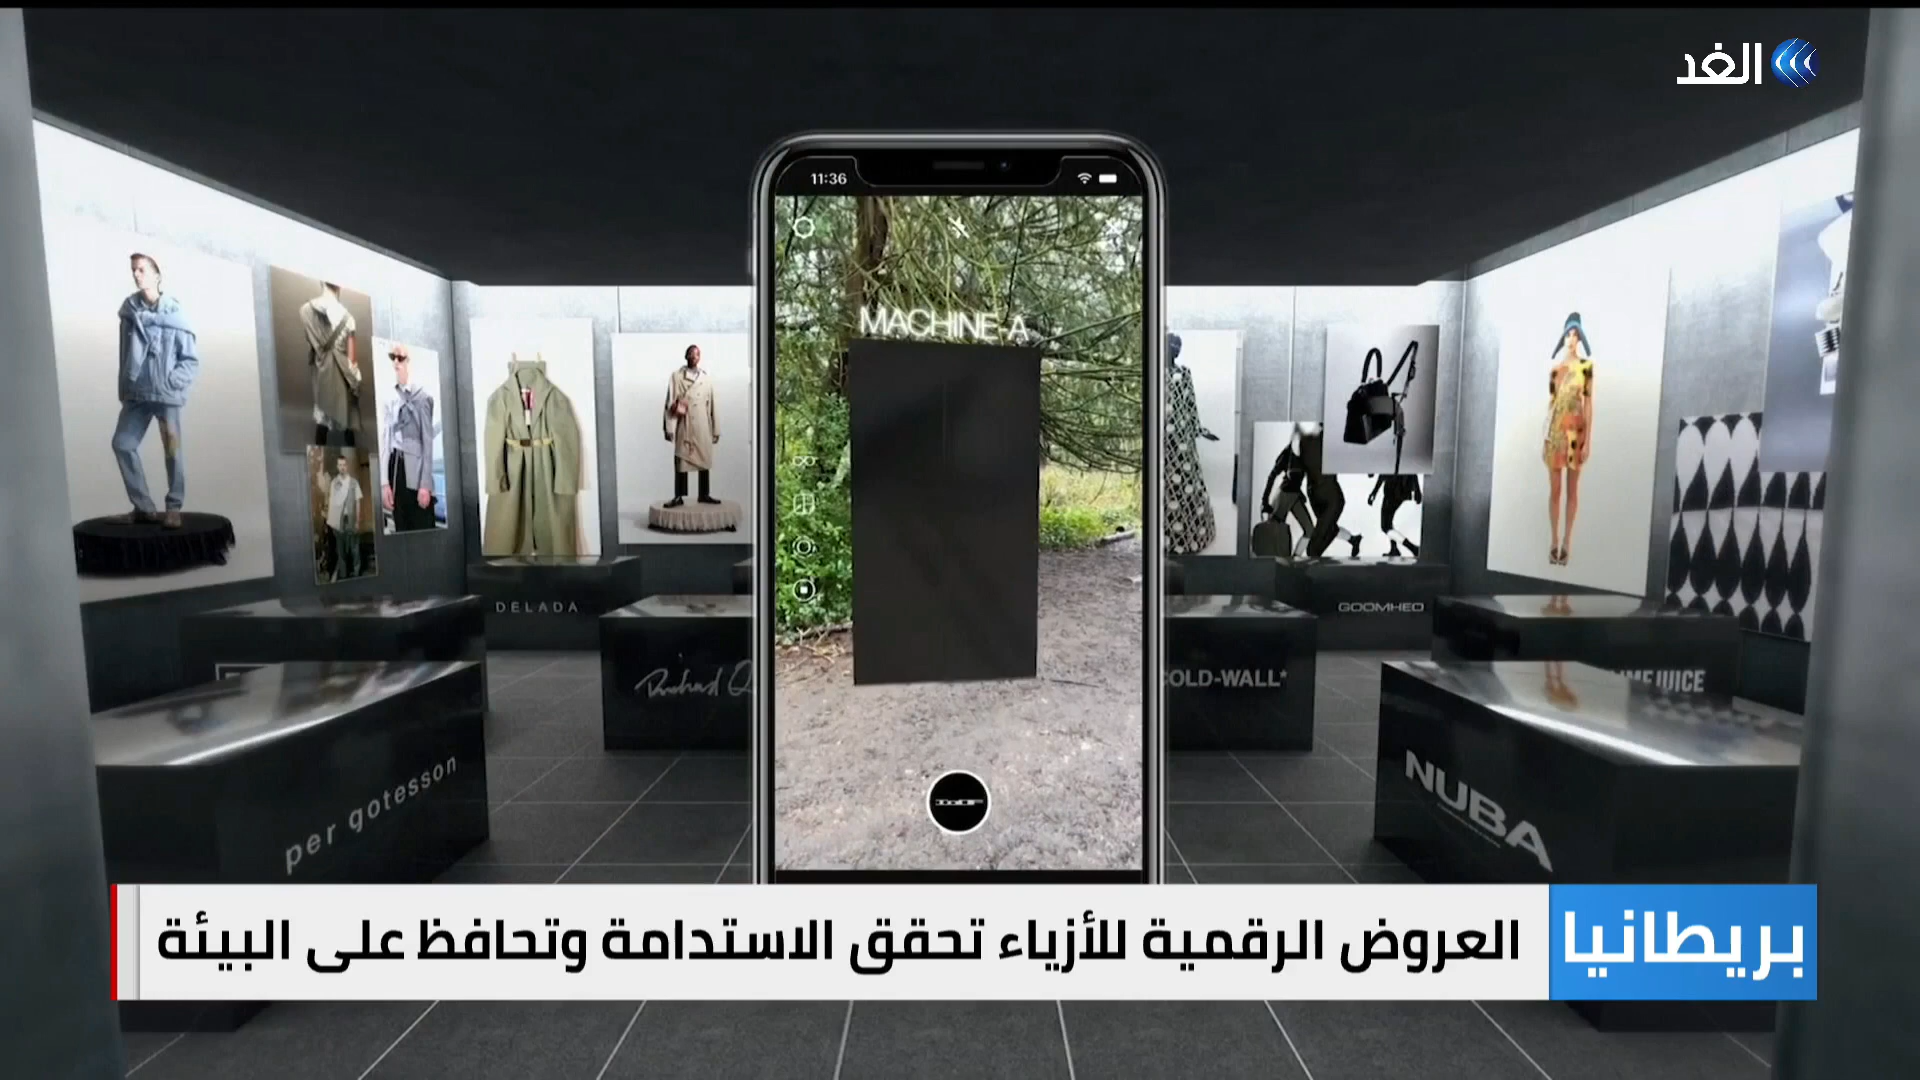 الغد
11:36
MACHINE-A
DELADA
GOOMHEO
COLD-WALL*
per gotesson
NUBA
بريطانيا
العروض الرقمية للأزياء تحقق الاستدامة وتحافظ على البيئة